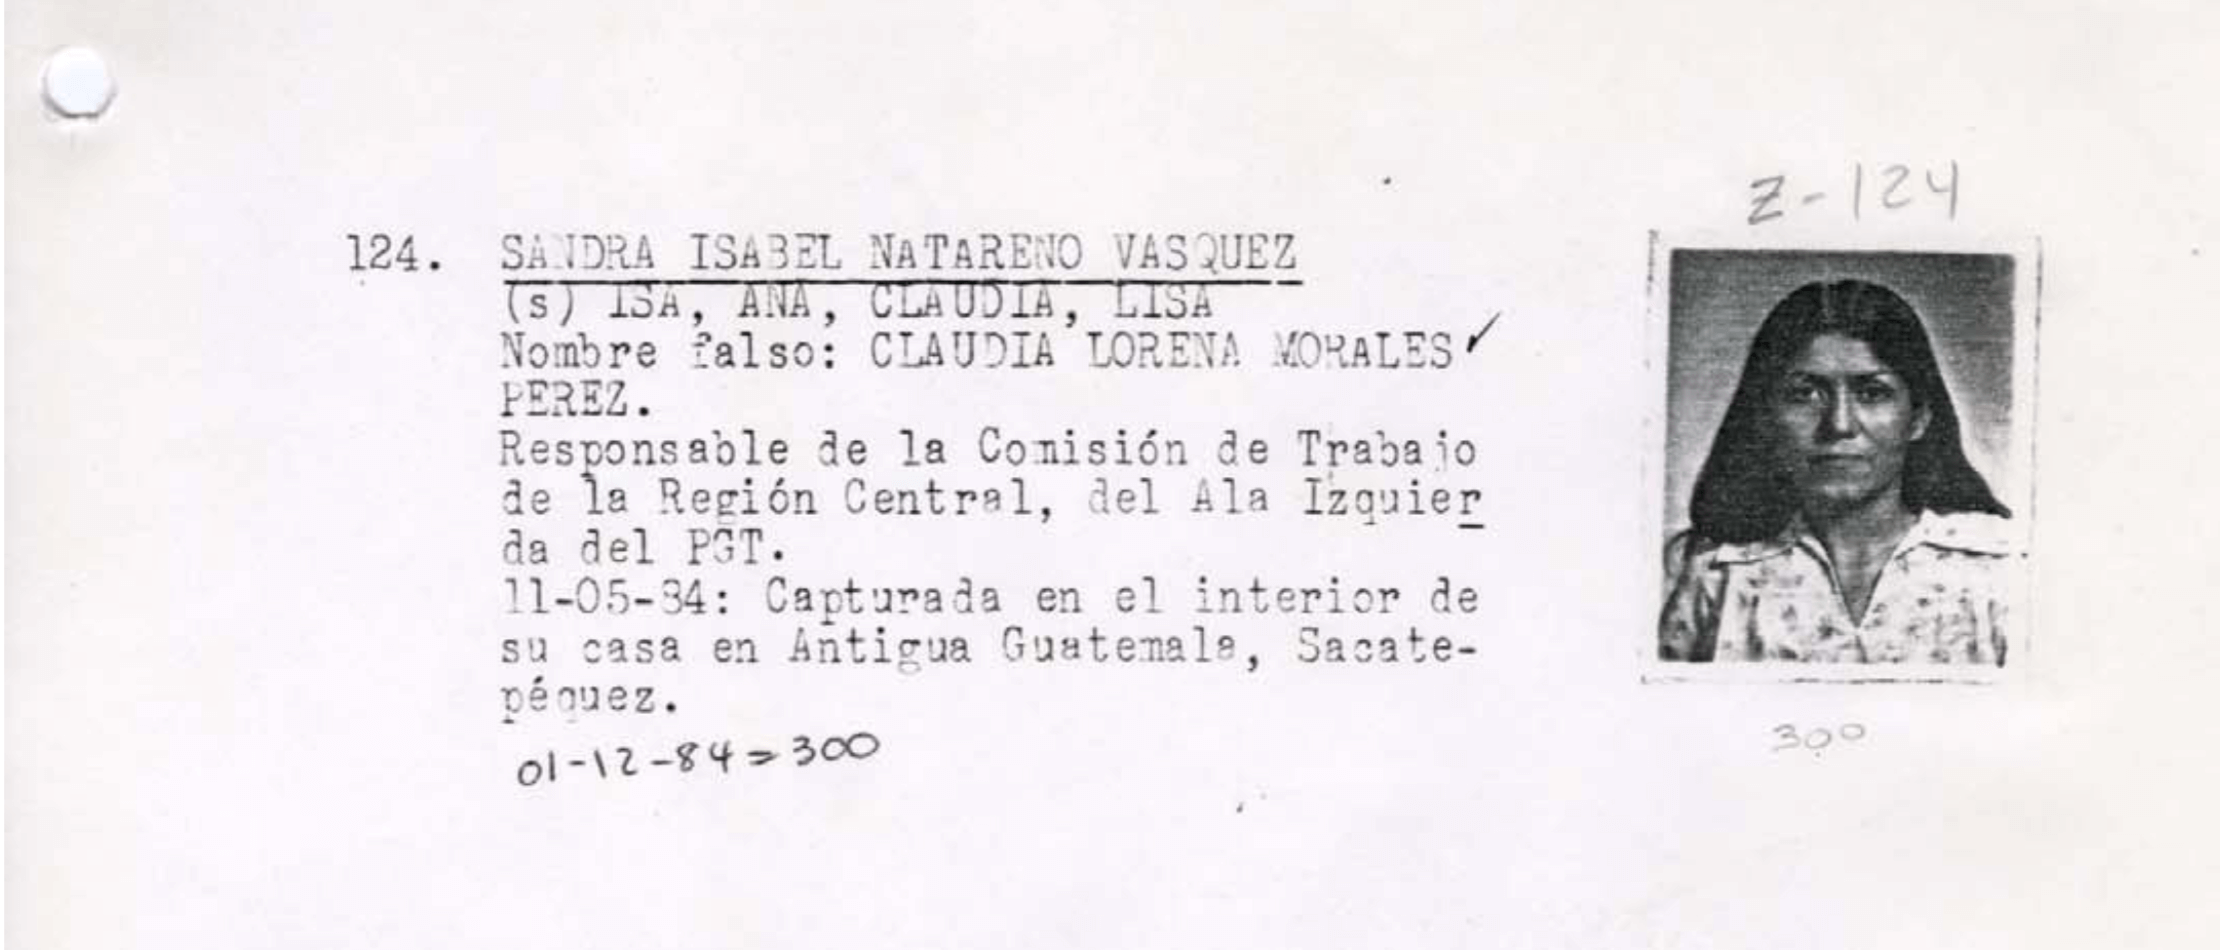 Z-124
124. SANDRA ISABEL NATARENO VASQUEZ
(s) ISA, ANA, CLAUDIA, LISA
Nombre falso: CLAUDIA LORENA MORALES ✓
PEREZ.
Responsable de la Comisión de Trabajo
de la Región Central, del Ala Izquier
da del PGT.
11-05-84: Capturada en el interior de
su casa en Antigua Guatemala, Sacate-
péquez.
01-12-84=300
300